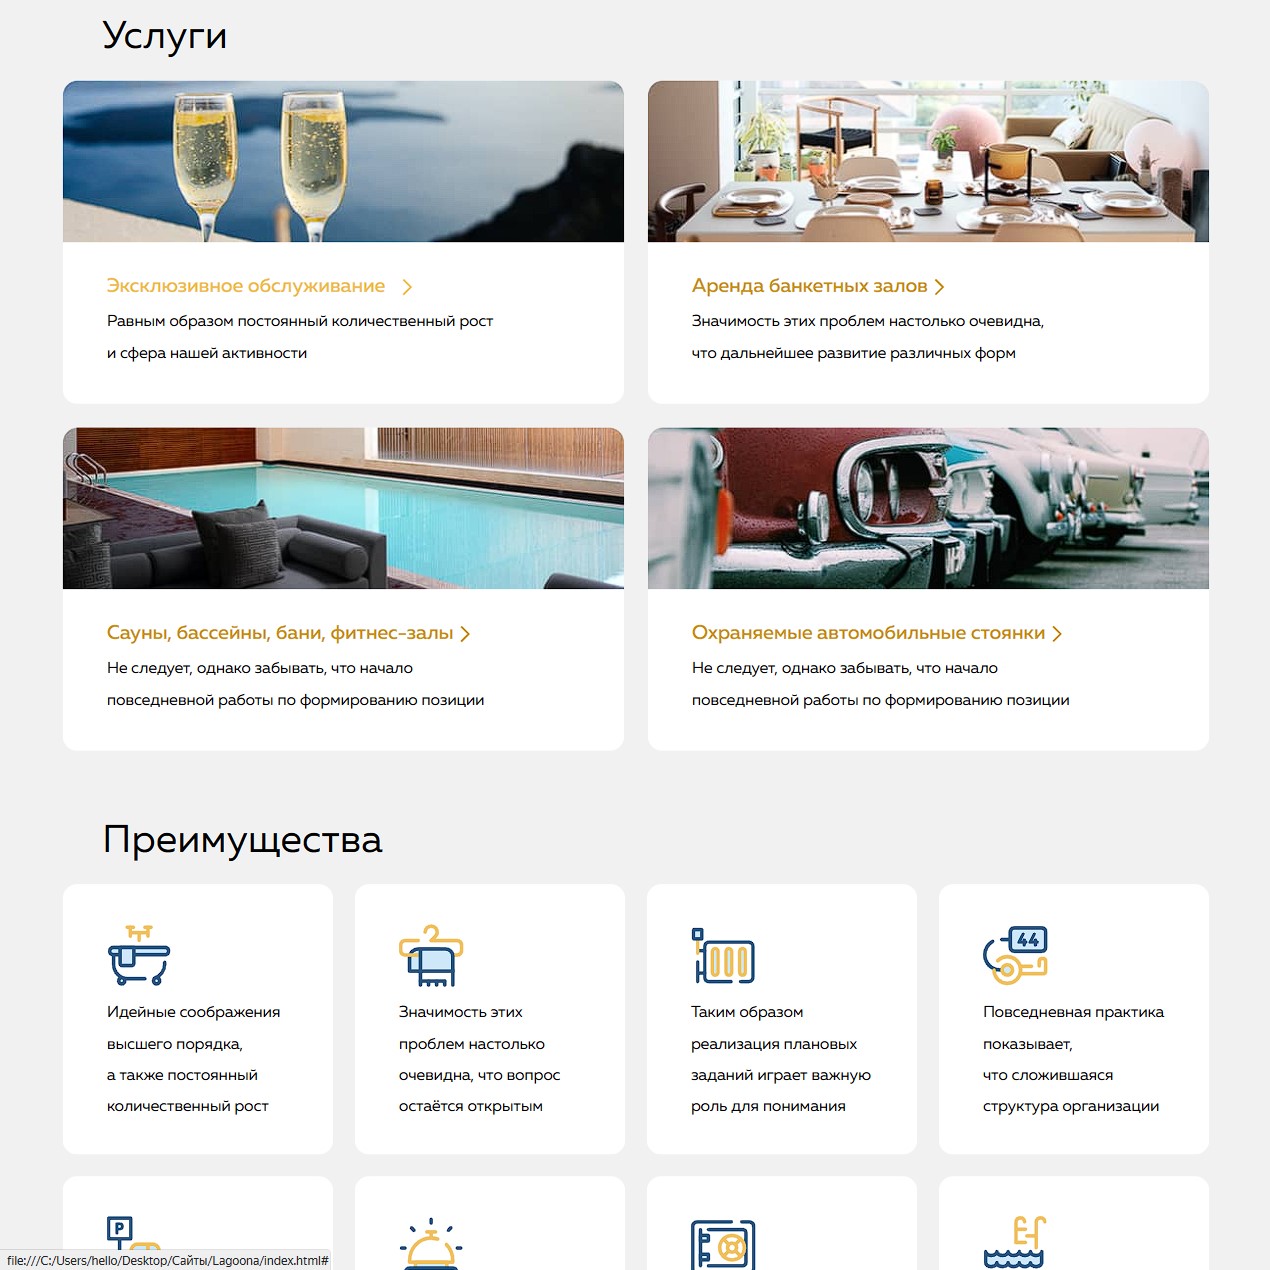 Услуги
Эксклюзивное обслуживание
Равным образом постоянный количественный рост
и сфера нашей активности
Аренда банкетных залов
Значимость этих проблем настолько очевидна,
что дальнейшее развитие различных форм
Сауны, бассейны, бани, фитнес-залы
Не следует, однако забывать, что начало
повседневной работы по формированию позиции
Охраняемые автомобильные стоянки
Не следует, однако забывать, что начало
повседневной работы по формированию позиции
Преимущества
Идейные соображения
высшего порядка,
а также постоянный
количественный рост
Значимость этих
проблем настолько
очевидна, что вопрос
остаётся открытым
Таким образом
реализация плановых
заданий играет важную
роль для понимания
44
Повседневная практика
показывает,
что сложившаяся
структура организации
P
file:///C:/Users/hello/Desktop/Сайты/Lagoona/index.html#